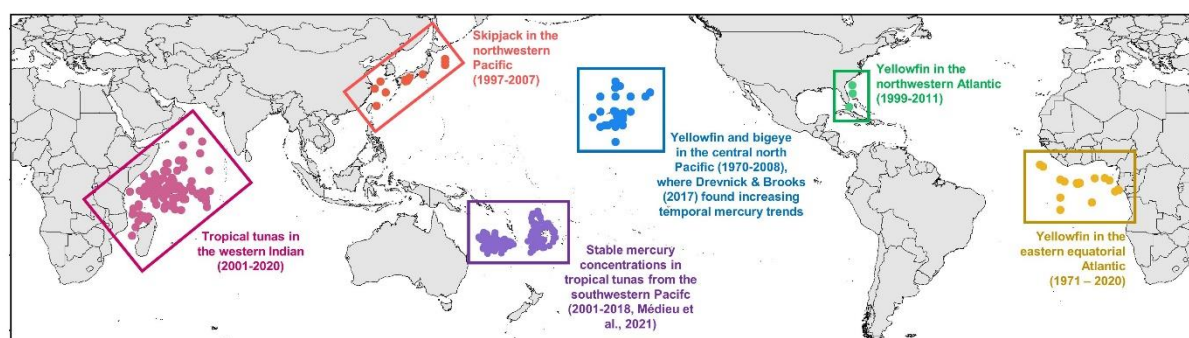 Skipjack in the
northwestern
Pacific
(1997-2007)
Yellowfin in the
northwestern Atlantic
(1999-2011)
Yellowfin and bigeye
in the central north
Pacific (1970-2008),
where Drevnick & Brooks
(2017) found increasing
temporal mercury trends
Tropical tunas in
the western Indian
(2001-2020)
Stable mercury
concentrations in
tropical tunas from the
southwestern Pacifc
(2001-2018, Médieu et
al., 2021)
Yellowfin in the
eastern equatorial
Atlantic
(1971 – 2020)